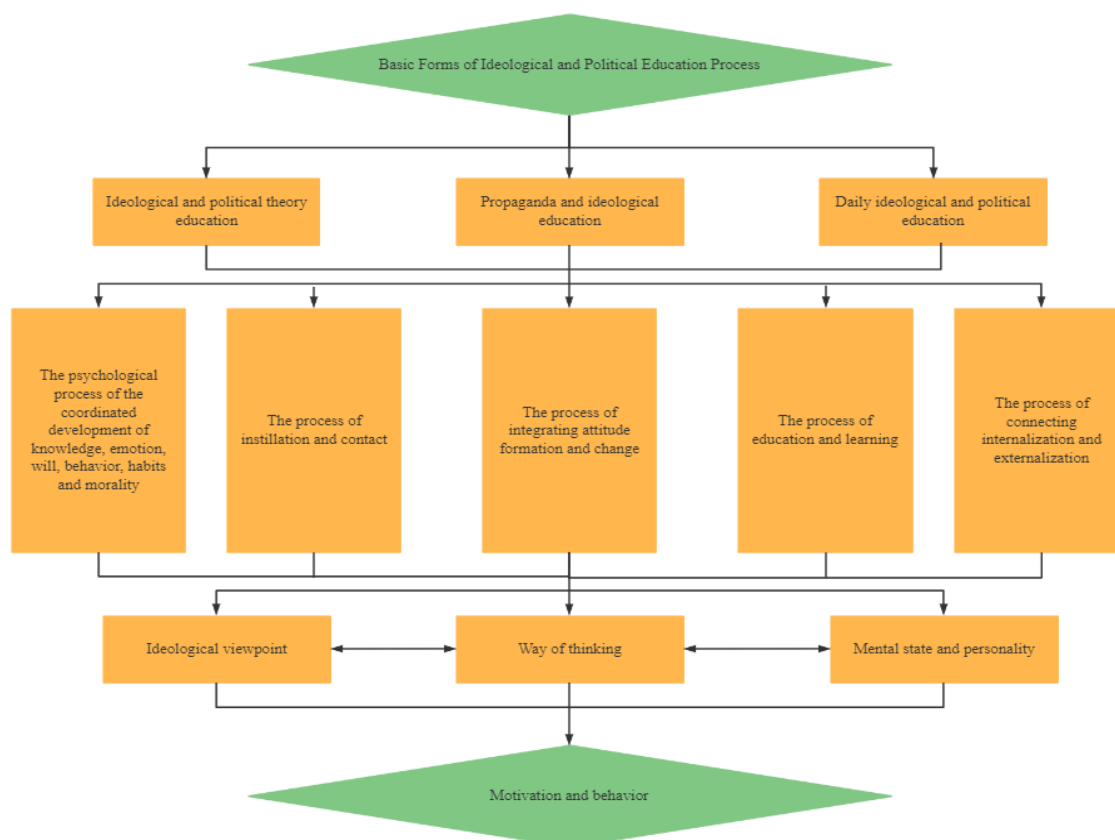 Basic Forms of Ideological and Political Education Process
Ideological and political theory
education
Propaganda and ideological
education
Daily ideological and political
education
The psychological
process of the
coordinated
development of
knowledge, emotion,
will, behavior, habits
and morality
The process of
instillation and contact
The process of
integrating attitude
formation and change
The process of
education and learning
The process of
connecting
internalization and
externalization
Ideological viewpoint
Way of thinking
Mental state and personality
Motivation and behavior